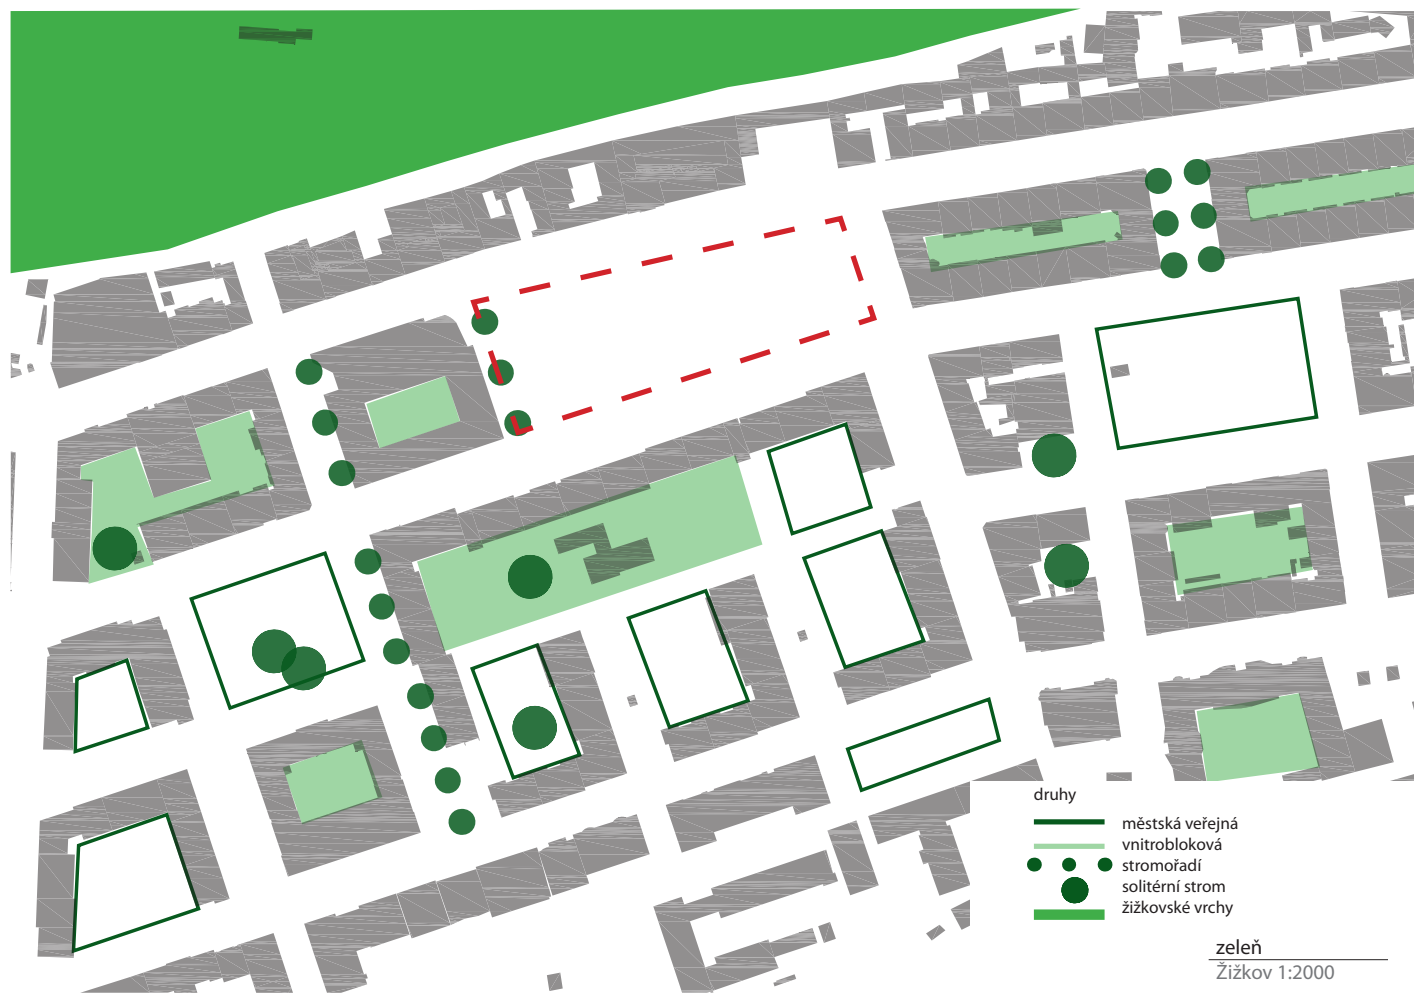 druhy
městská veřejná
vnitrobloková
stromořadí
solitérní strom
žižkovské vrchy
zeleň
Žižkov 1:2000